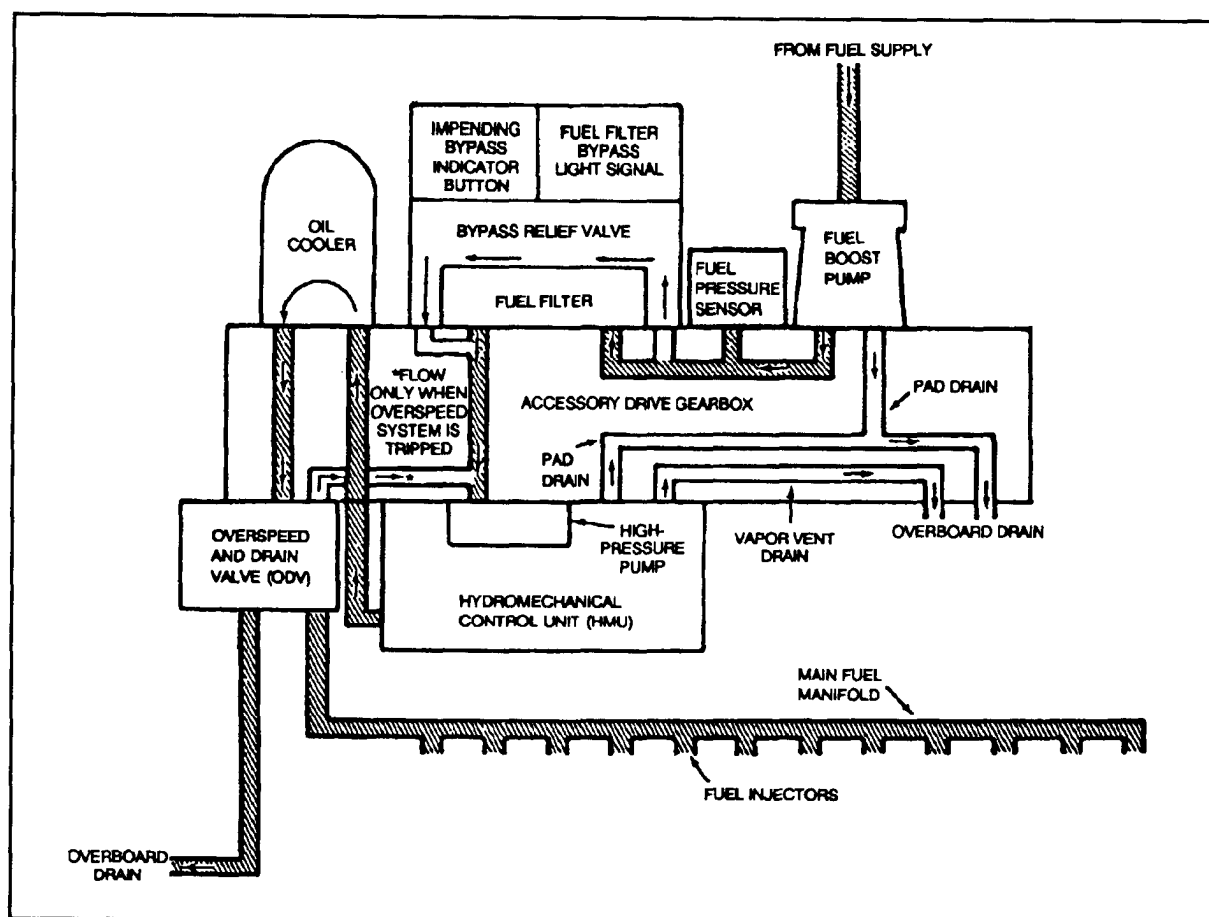 FROM FUEL SUPPLY
IMPENDING
BYPASS
INDICATOR
BUTTON
FUEL FILTER
BYPASS
LIGHT SIGNAL
OIL
COOLER
BYPASS RELIEF VALVE
FUEL FILTER
FUEL
PRESSURE
SENSOR
FUEL
BOOST
PUMP
*FLOW
ONLY WHEN
OVERSPEED
SYSTEM IS
TRIPPED
ACCESSORY DRIVE GEARBOX
PAD DRAIN
PAD
DRAIN
*
OVERSPEED
AND DRAIN
VALVE (ODV)
HIGH-
PRESSURE
PUMP
VAPOR VENT
DRAIN
OVERBOARD DRAIN
HYDROMECHANICAL
CONTROL UNIT (HMU)
MAIN FUEL
MANIFOLD
FUEL INJECTORS
OVERBOARD
DRAIN